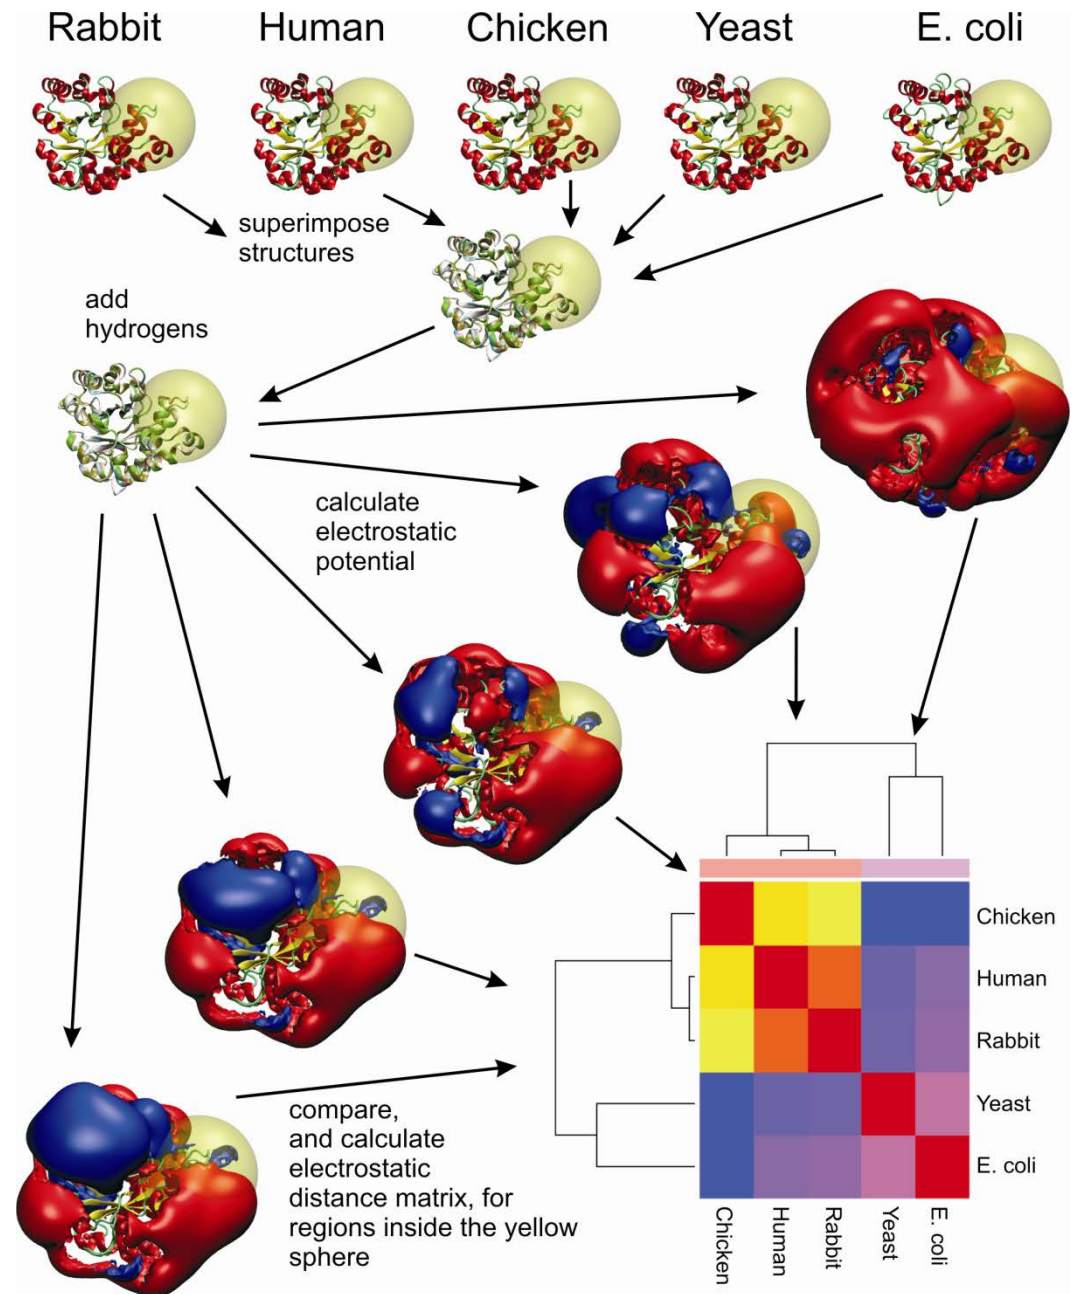 Rabbit
Human
Chicken
Yeast
E. coli
superimpose
structures
add
hydrogens
calculate
electrostatic
potential
Chicken
Human
Rabbit
Yeast
E. coli
compare,
and calculate
electrostatic
distance matrix, for
regions inside the yellow
sphere
Chicken
Human
Rabbit
Yeast
E. coli